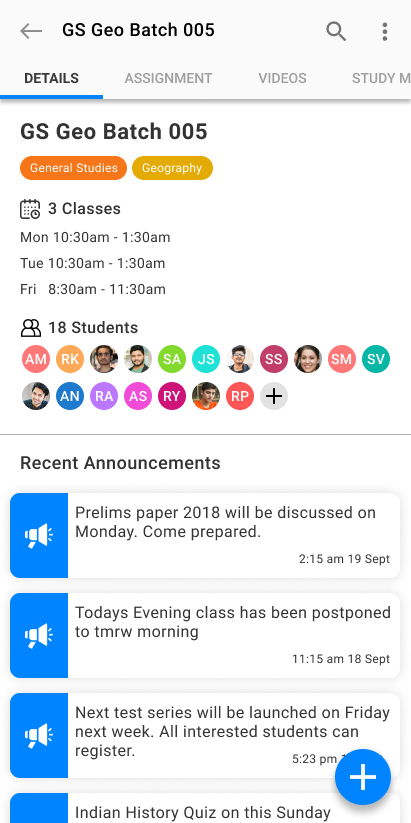 GS Geo Batch 005
DETAILS ASSIGNMENT VIDEOS STUDY M
GS Geo Batch 005
General Studies Geography
3 Classes
Mon 10:30am - 1:30am
Tue 10:30am - 1:30am
Fri 8:30am - 11:30am
18 Students
AM RK SA JS SS SM SV
AN RA AS RY RP
Recent Announcements
Prelims paper 2018 will be discussed on
Monday. Come prepared.
2:15 am 19 Sept
Todays Evening class has been postponed
to tmrw morning
11:15 am 18 Sept
Next test series will be launched on Friday
next week. All interested students can
register.
5:23 pm
Indian History Quiz on this Sunday